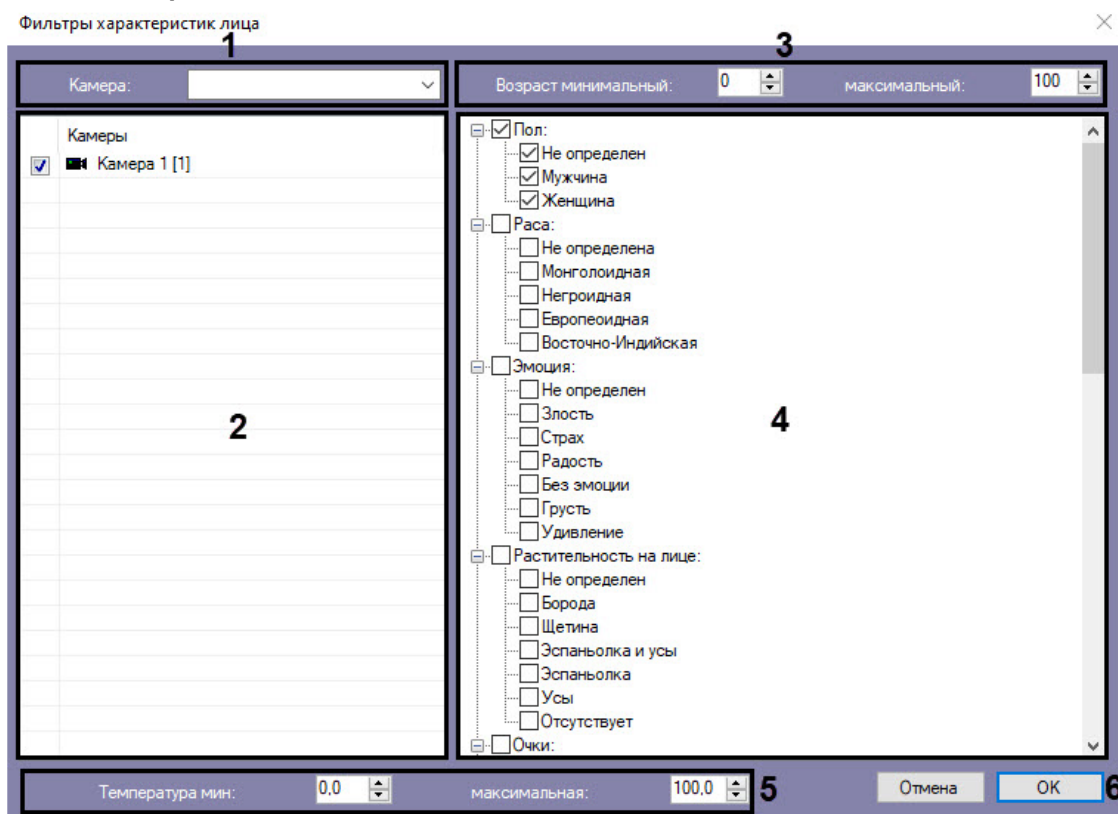 Фильтры характеристик лица
1
3
Камера:
Возраст минимальный: 0 максимальный: 100
Камеры
Камера 1 [1]
2
Пол:
Не определен
Мужчина
Женщина
Раса:
Не определена
Монголоидная
Негроидная
Европеоидная
Восточно-Индийская
Эмоция:
Не определен
Злость
Страх
Радость
Без эмоции
Грусть
Удивление
4
Растительность на лице:
Не определен
Борода
Щетина
Эспаньолка и усы
Эспаньолка
Усы
Отсутствует
Очки:
Температура мин: 0,0 максимальная: 100,0 5
Отмена OK 6